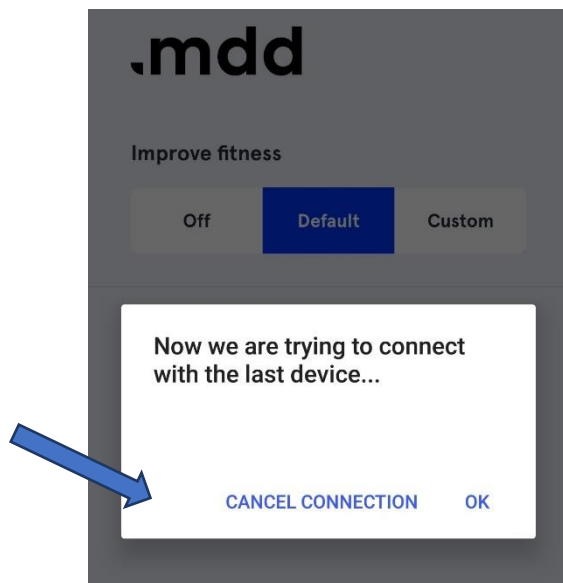 .mdd
Improve fitness
Off Default Custom
Now we are trying to connect
with the last device...
CANCEL CONNECTION OK